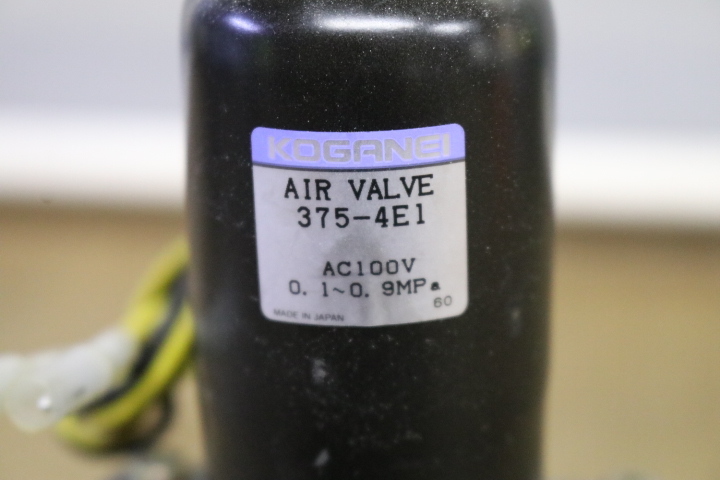 KOGANEI
AIR VALVE
375-4E1
AC100V
0.1~0.9MPa
60
MADE IN JAPAN